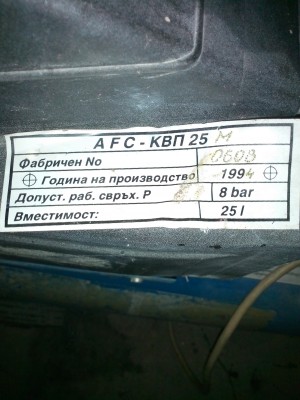 AFC - КВП 25 М
Фабричен No 0608
Година на производство 1994
Допуст. раб. свръх. P 8 bar
Вместимост: 25 l